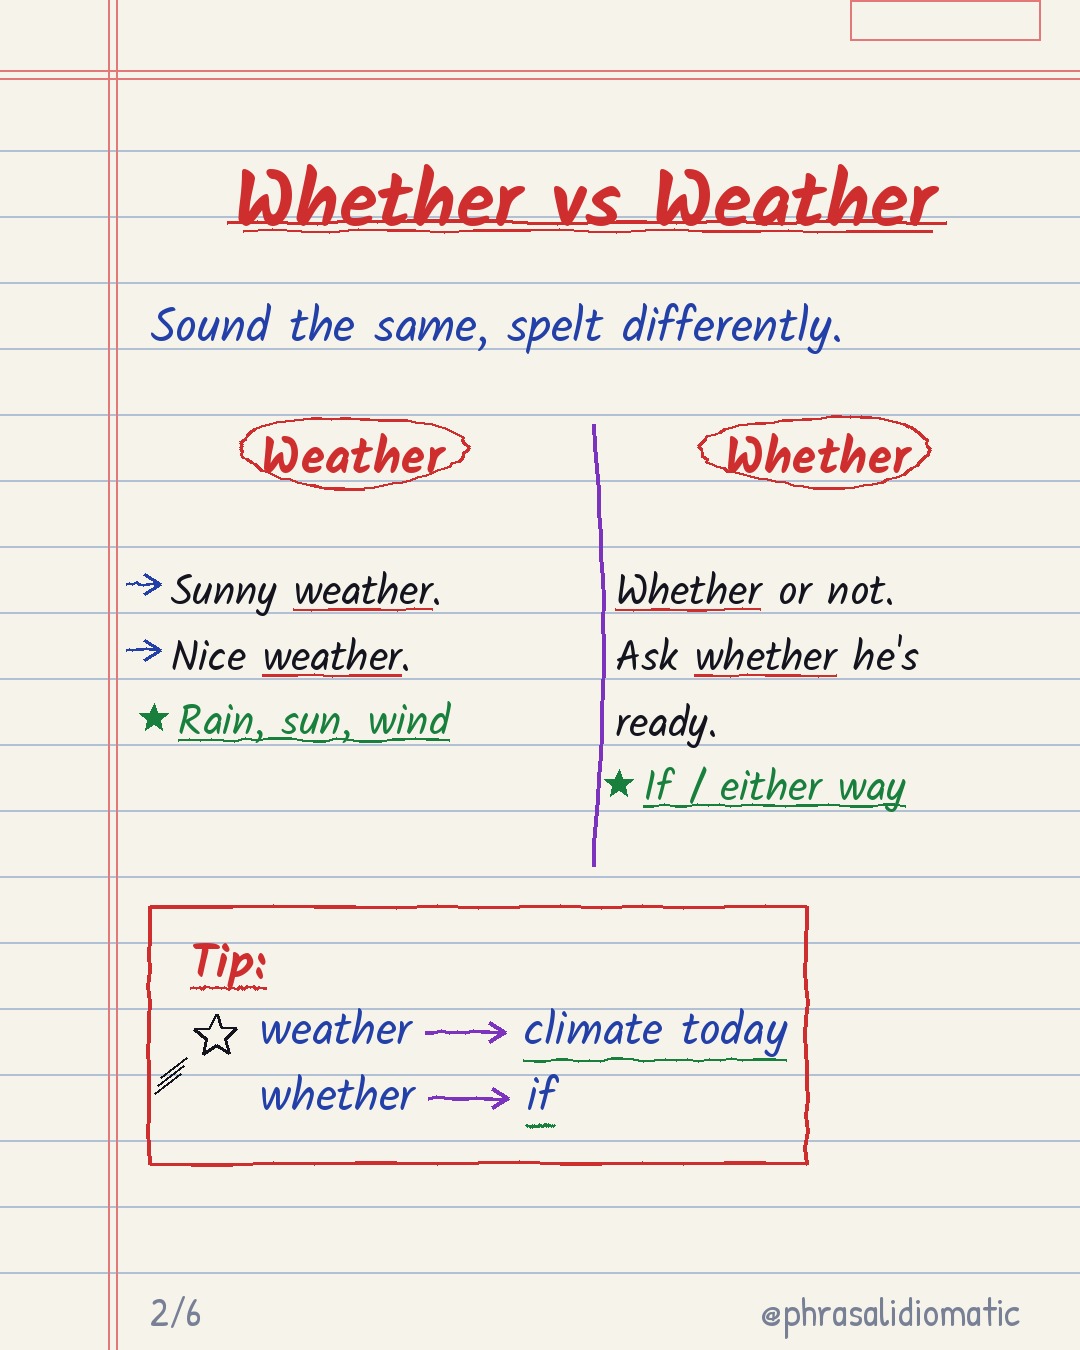 Whether vs Weather
Sound the same, spelt differently.
Weather
Sunny weather.
Nice weather.
Rain, sun, wind
Whether
Whether or not.
Ask whether he's
ready.
If / either way
Tip:
weather → climate today
whether → if
2/6
@phrasalidiomatic